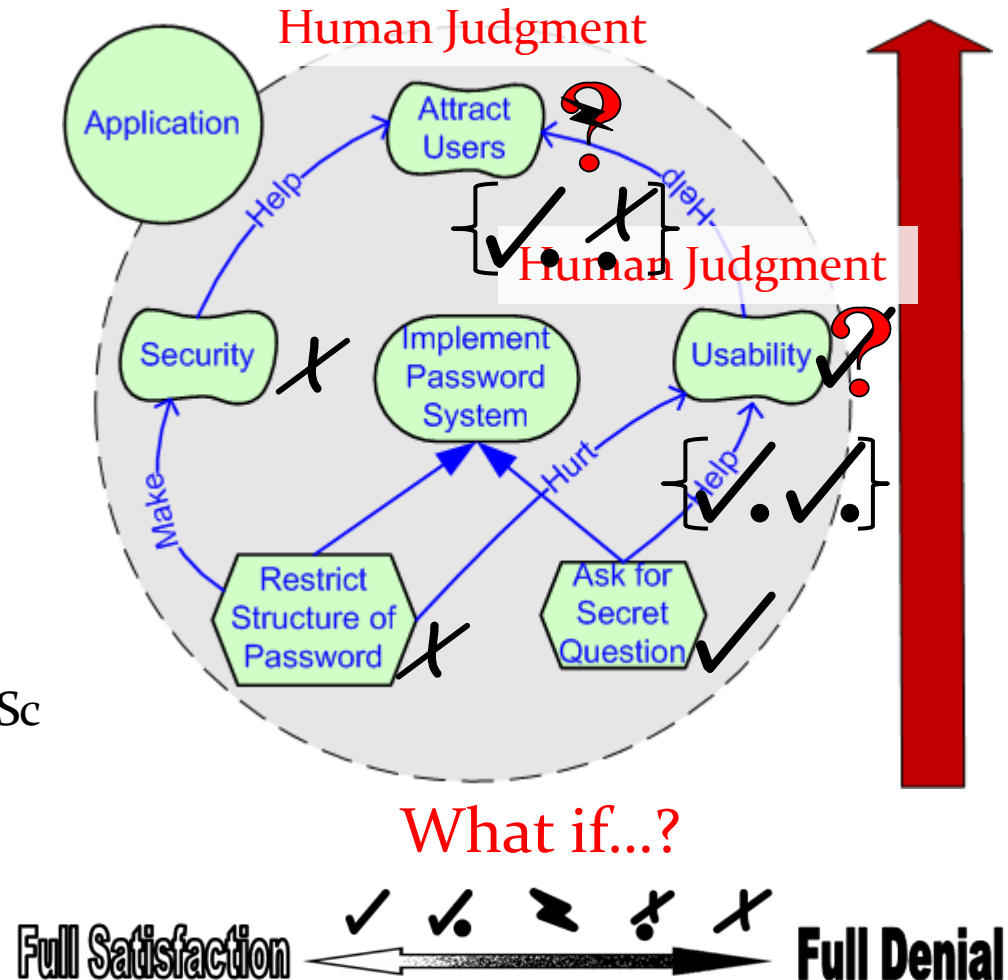 Human Judgment
Application
Attract
Users
Help
Help
Human Judgment
Security
Implement
Password
System
Usability
Make
Hurt
Help
Restrict
Structure of
Password
Ask for
Secret
Question
Sc
What if...?
Full Satisfaction
Full Denial